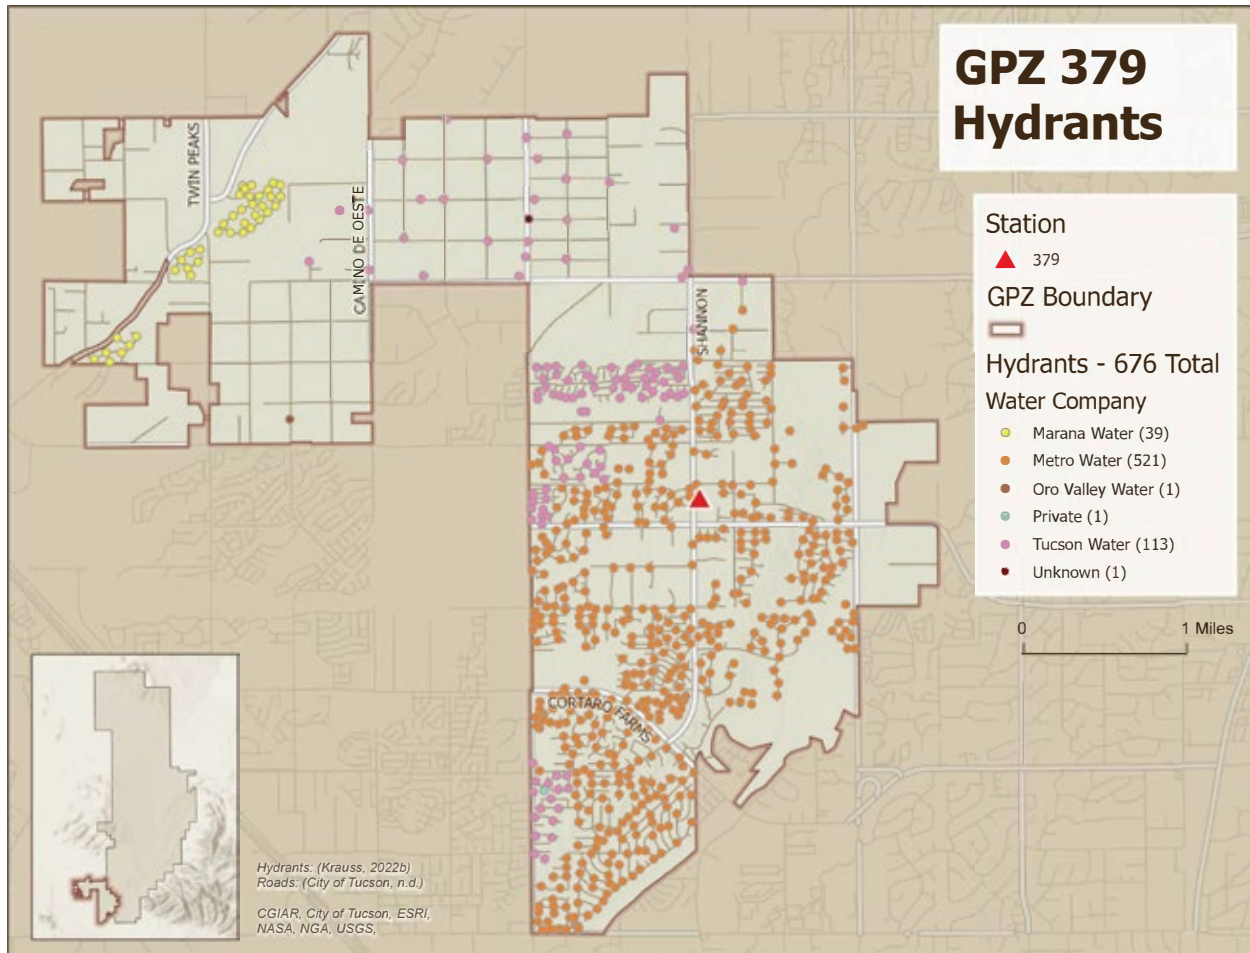 GPZ 379
Hydrants
Station
379
GPZ Boundary
Hydrants - 676 Total
Water Company
Marana Water (39)
Metro Water (521)
Oro Valley Water (1)
Private (1)
Tucson Water (113)
Unknown (1)
0 1 Miles
TWIN PEAKS
CAMINO DE OESTE
SHANNON
CORTARO FARMS
Hydrants: (Krauss, 2022b)
Roads: (City of Tucson, n.d.)
CGIAR, City of Tucson, ESRI,
NASA, NGA, USGS,